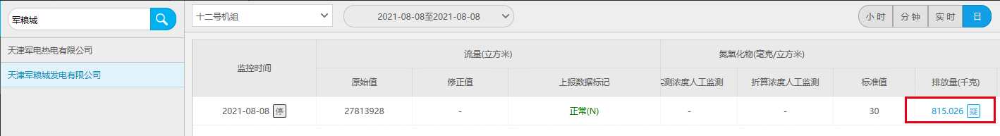 军粮城
十二号机组
2021-08-08至2021-08-08
小时 分钟 实时 日
天津军电热电有限公司
天津军粮城发电有限公司
监控时间
流量(立方米)
氮氧化物(毫克/立方米)
原始值 修正值 上报数据标记 实测浓度人工监测 折算浓度人工监测 标准值 排放量(千克)
2021-08-08 停 27813928 - 正常(N) - - 30 815.026 疑